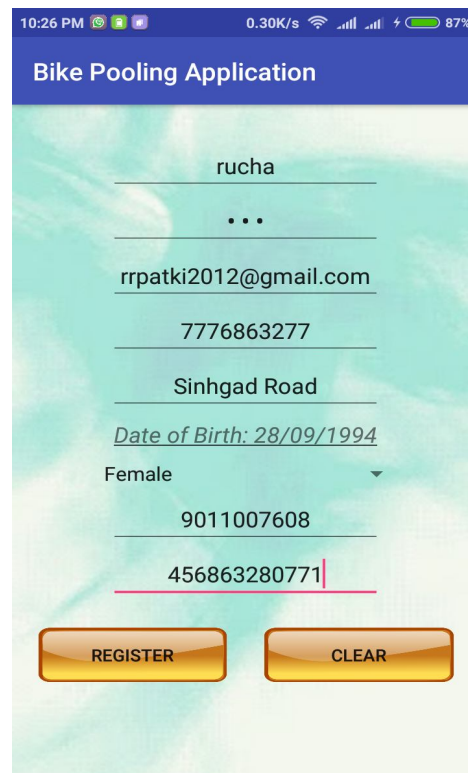 10:26 PM 0.30K/s 87%
Bike Pooling Application
rucha
•••
rrpatki2012@gmail.com
7776863277
Sinhgad Road
Date of Birth: 28/09/1994
Female
9011007608
456863280771
REGISTER CLEAR